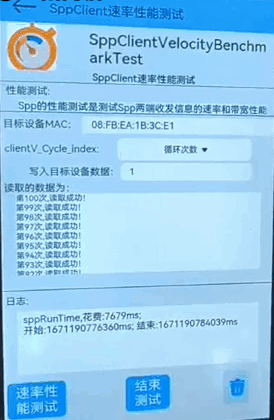 SppClient速率性能测试
SppClientVelocityBenchm
arkTest
SppClient速率性能测试
性能测试:
Spp的性能测试是测试Spp两端收发信息的速率和带宽性能
目标设备MAC:
08:FB:EA:1B:3C:E1
clientV_Cycle_index:
循环次数
写入目标设备数据:
1
读取的数据为:
第100次,读取成功!
第99次,读取成功!
第98次,读取成功!
第97次,读取成功!
第96次,读取成功!
第95次,读取成功!
第94次,读取成功!
第93次,读取成功!
第92次,读取成功!
日志:
sppRunTime,花费:7679ms;
开始:1671190776360ms; 结束:1671190784039ms
速率性
能测试
结束
测试